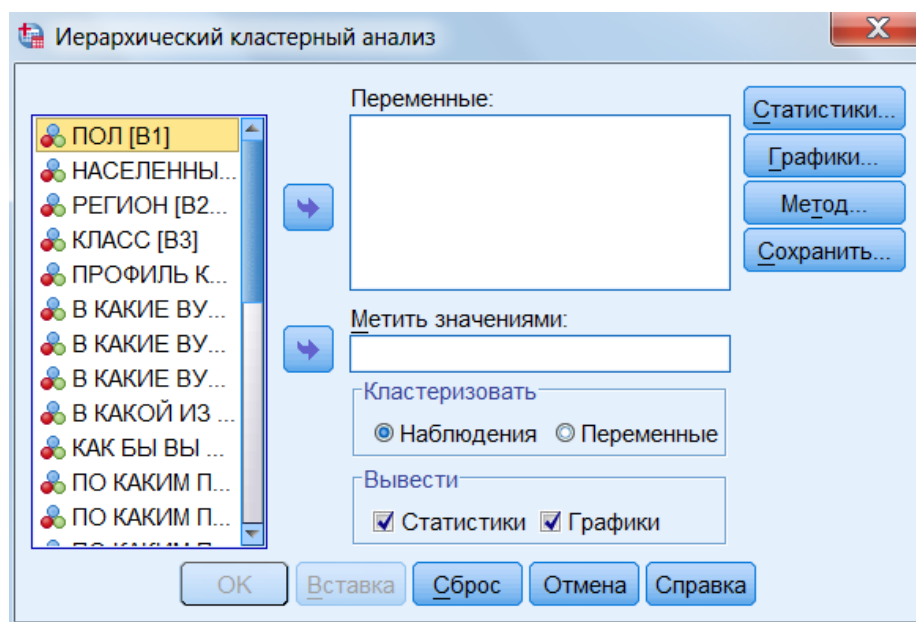 Иерархический кластерный анализ
Переменные:
ПОЛ [B1]
НАСЕЛЕННЫ...
РЕГИОН [B2...
КЛАСС [B3]
ПРОФИЛЬ К...
В КАКИЕ ВУ...
В КАКИЕ ВУ...
В КАКИЕ ВУ...
В КАКОЙ ИЗ ...
КАК БЫ ВЫ ...
ПО КАКИМ П...
ПО КАКИМ П...
Статистики...
Графики...
Метод...
Сохранить...
Метить значениями:
Кластеризовать
Наблюдения Переменные
Вывести
Статистики Графики
OK Вставка Сброс Отмена Справка